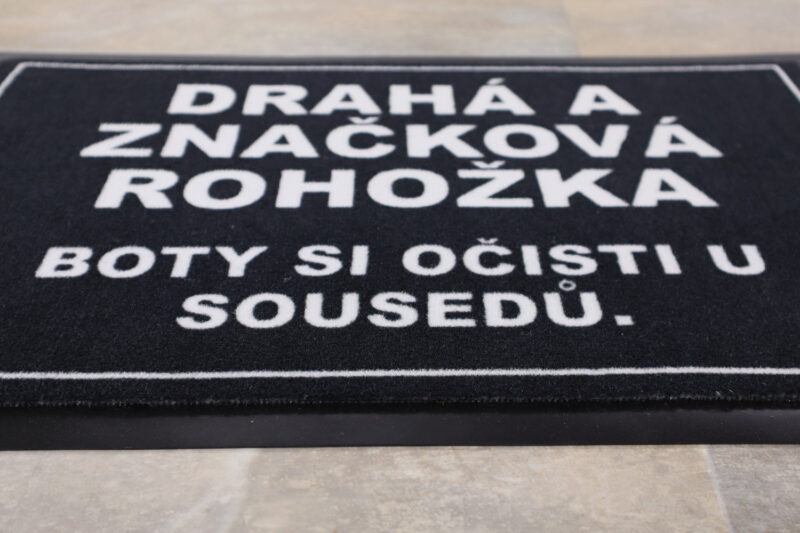 DRAHÁ A
ZNAČKOVÁ
ROHOŽKA
BOTY SI OČISTI U
SOUSEDŮ.